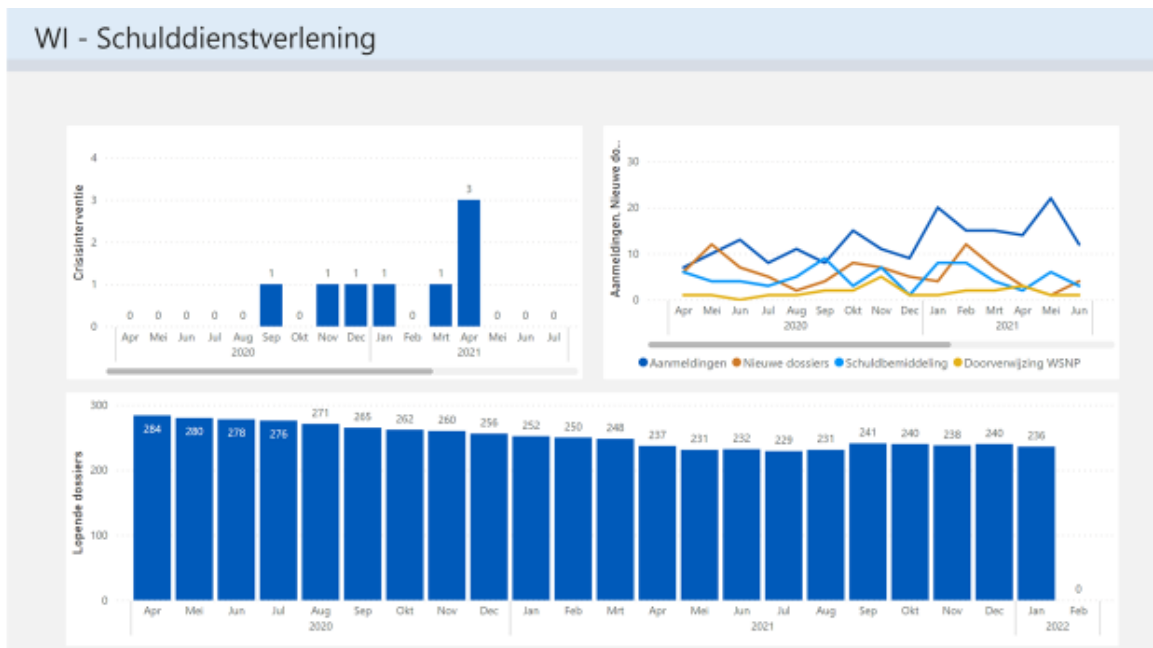 WI - Schulddienstverlening
Crisisinterventie
4
3
2
1
0
0 0 0 0 0 1 0 1 1 1 0 1 3 0 0 0
Apr Mei Jun Jul Aug Sep Okt Nov Dec Jan Feb Mrt Apr Mei Jun Jul
2020 2021
Aanmeldingen, Nieuwe do...
30
20
10
0
Apr Mei Jun Jul Aug Sep Okt Nov Dec Jan Feb Mrt Apr Mei Jun
2020 2021
Aanmeldingen Nieuwe dossiers Schuldbemiddeling Doorverwijzing WSNP
Lopende dossiers
300
200
100
0
284 280 278 276 271 265 262 260 256 252 250 248 237 231 232 229 231 241 240 238 240 236 0
Apr Mei Jun Jul Aug Sep Okt Nov Dec Jan Feb Mrt Apr Mei Jun Jul Aug Sep Okt Nov Dec Jan Feb
2020 2021 2022